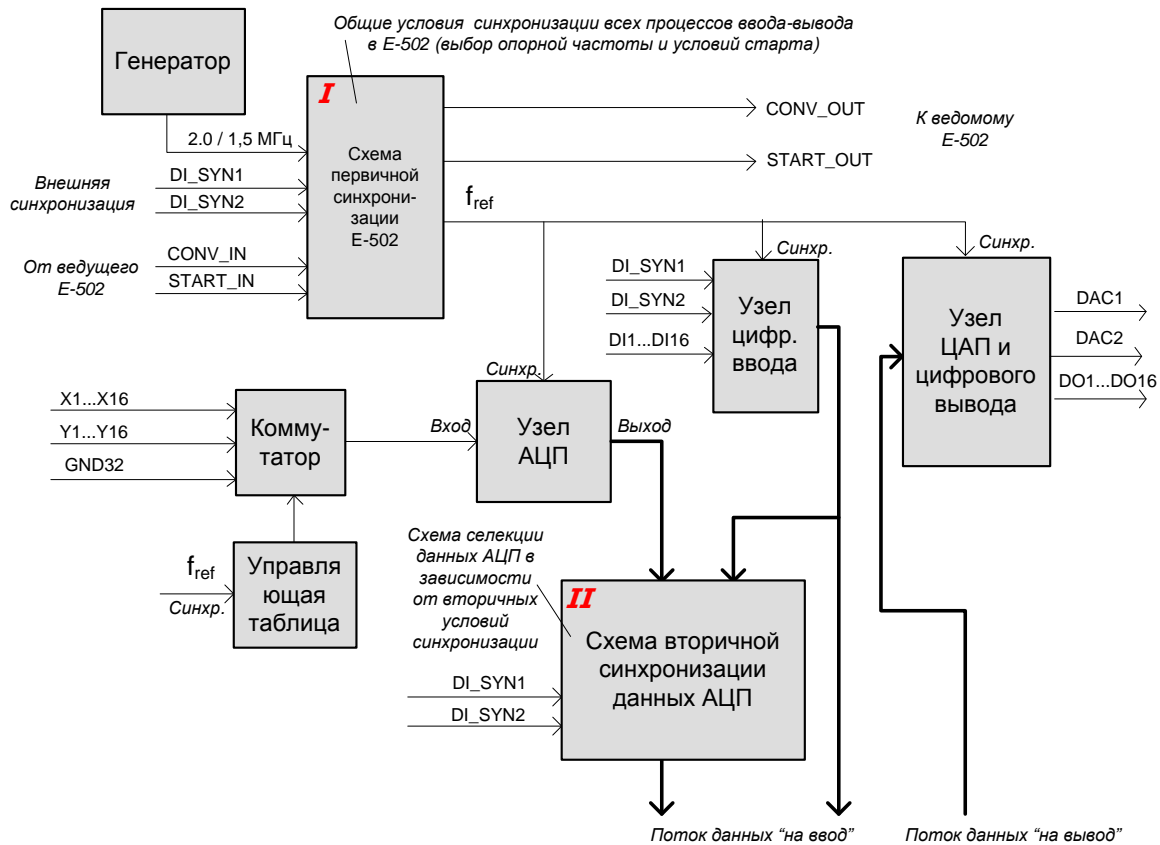 Общие условия синхронизации всех процессов ввода-вывода
в E-502 (выбор опорной частоты и условий старта)
Генератор
I
2.0 / 1,5 МГц
Схема
первичной
синхрони-
зации
E-502
CONV_OUT
START_OUT
К ведомому
E-502
Внешняя
синхронизация
DI_SYN1
DI_SYN2
От ведущего
E-502
CONV_IN
START_IN
fref
Синхр.
Синхр.
Синхр.
DI_SYN1
DI_SYN2
DI1...DI16
Узел
цифр.
ввода
Узел
ЦАП и
цифрового
вывода
DAC1
DAC2
DO1...DO16
X1...X16
Y1...Y16
GND32
Комму-
татор
Вход
Узел
АЦП
Выход
fref
Синхр.
Управля
ющая
таблица
Схема селекции
данных АЦП в
зависимости
от вторичных
условий
синхронизации
II
Схема вторичной
синхронизации
данных АЦП
DI_SYN1
DI_SYN2
Поток данных “на ввод”
Поток данных “на вывод”